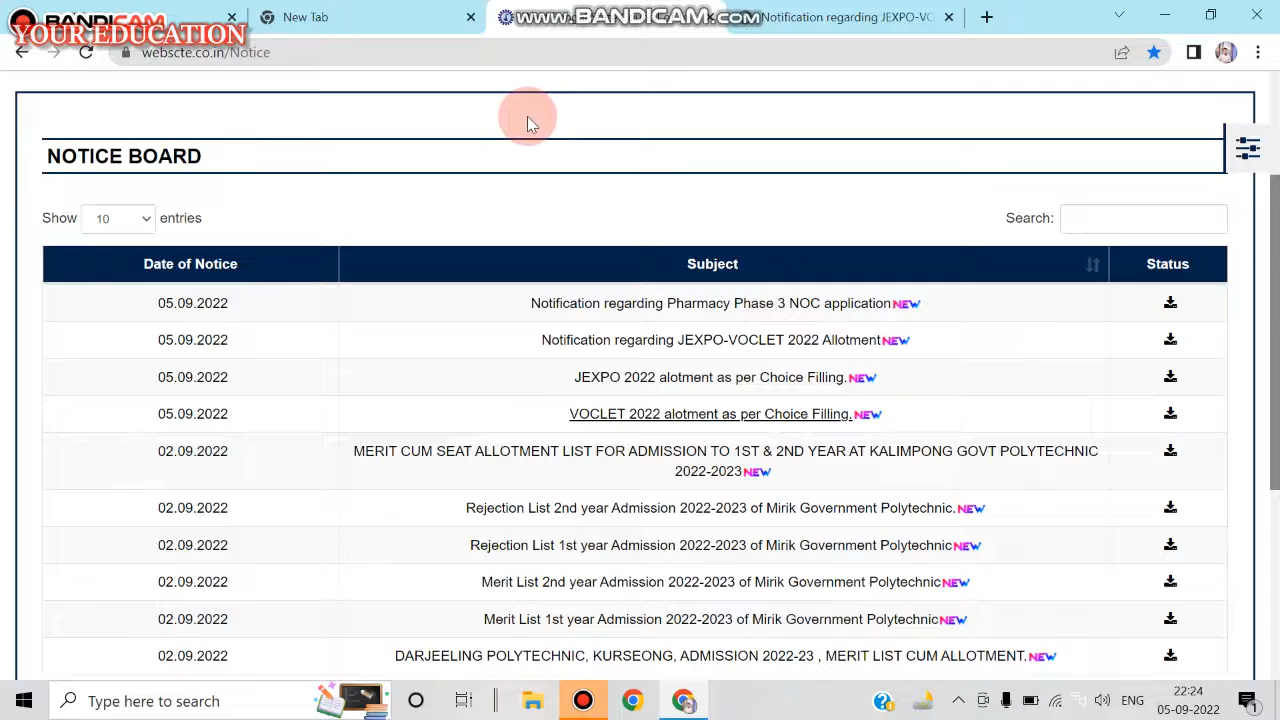 BANDICAM
YOUR EDUCATION
New Tab
www.BANDICAM.com
Notification regarding JEXPO-VC
webscte.co.in/Notice
NOTICE BOARD
Show 10 entries
Search:
Date of Notice Subject Status
05.09.2022 Notification regarding Pharmacy Phase 3 NOC application NEW
05.09.2022 Notification regarding JEXPO-VOCLET 2022 Allotment NEW
05.09.2022 JEXPO 2022 alotment as per Choice Filling. NEW
05.09.2022 VOCLET 2022 alotment as per Choice Filling. NEW
02.09.2022 MERIT CUM SEAT ALLOTMENT LIST FOR ADMISSION TO 1ST & 2ND YEAR AT KALIMPONG GOVT POLYTECHNIC
2022-2023 NEW
02.09.2022 Rejection List 2nd year Admission 2022-2023 of Mirik Government Polytechnic. NEW
02.09.2022 Rejection List 1st year Admission 2022-2023 of Mirik Government Polytechnic NEW
02.09.2022 Merit List 2nd year Admission 2022-2023 of Mirik Government Polytechnic NEW
02.09.2022 Merit List 1st year Admission 2022-2023 of Mirik Government Polytechnic NEW
02.09.2022 DARJEELING POLYTECHNIC, KURSEONG, ADMISSION 2022-23 , MERIT LIST CUM ALLOTMENT. NEW
Type here to search
ENG
22:24
05-09-2022
1